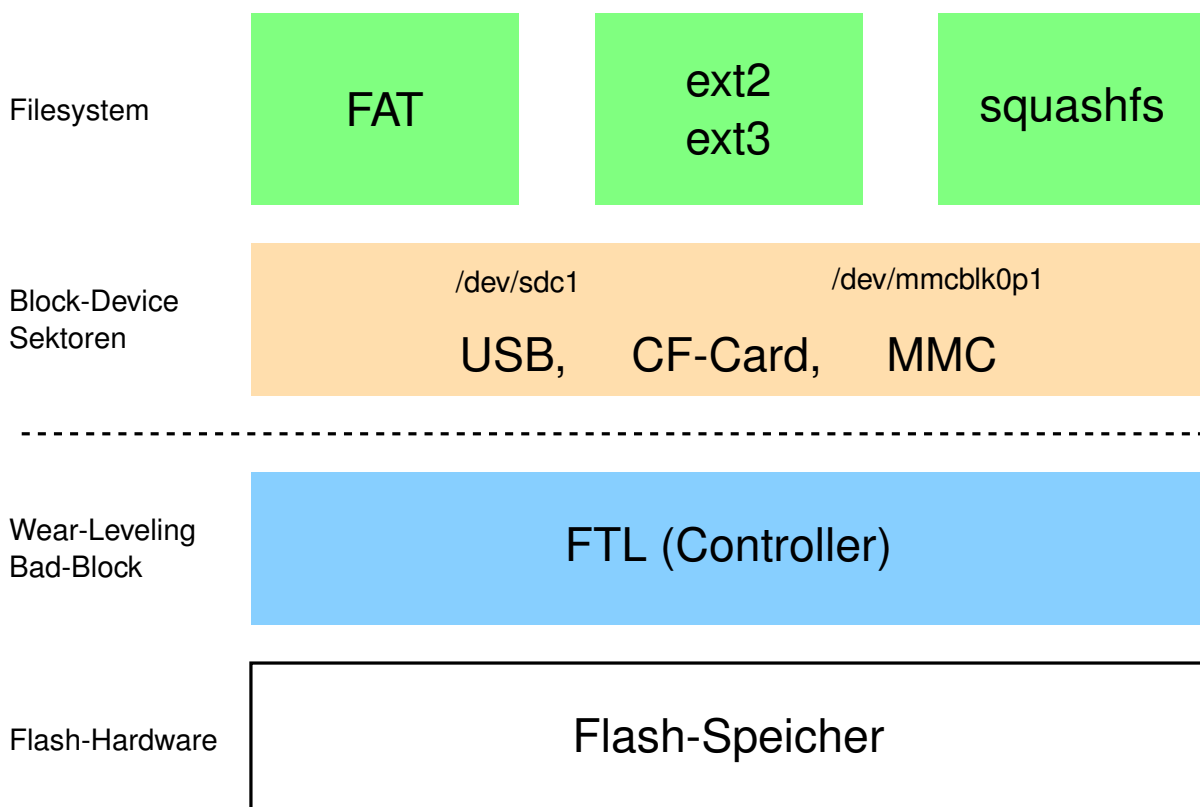 Filesystem
FAT
ext2
ext3
squashfs
Block-Device
Sektoren
/dev/sdc1
/dev/mmcblk0p1
USB, CF-Card, MMC
Wear-Leveling
Bad-Block
FTL (Controller)
Flash-Hardware
Flash-Speicher